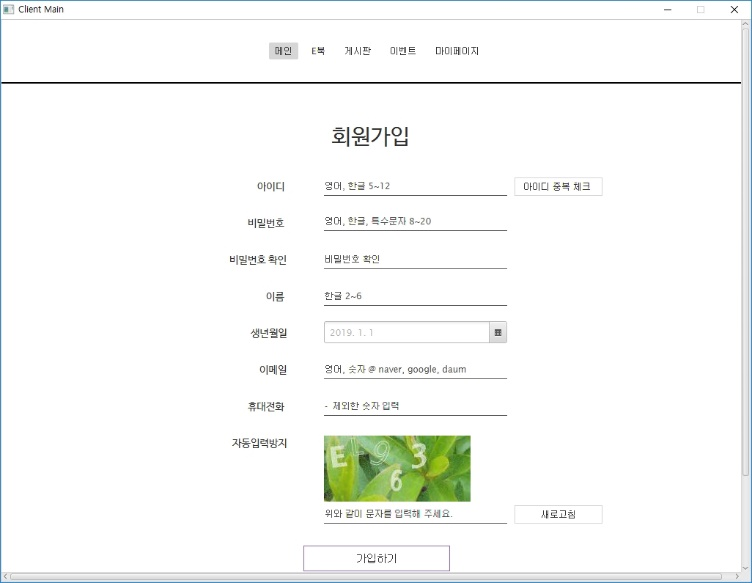 Client Main
메인 E북 게시판 이벤트 마이페이지
회원가입
아이디 영어, 한글 5~12 아이디 중복 체크
비밀번호 영어, 한글, 특수문자 8~20
비밀번호 확인 비밀번호 확인
이름 한글 2~6
생년월일 2019. 1. 1
이메일 영어, 숫자 @ naver, google, daum
휴대전화 - 제외한 숫자 입력
자동입력방지
E L 9 3 6
위와 같이 문자를 입력해 주세요. 새로고침
가입하기